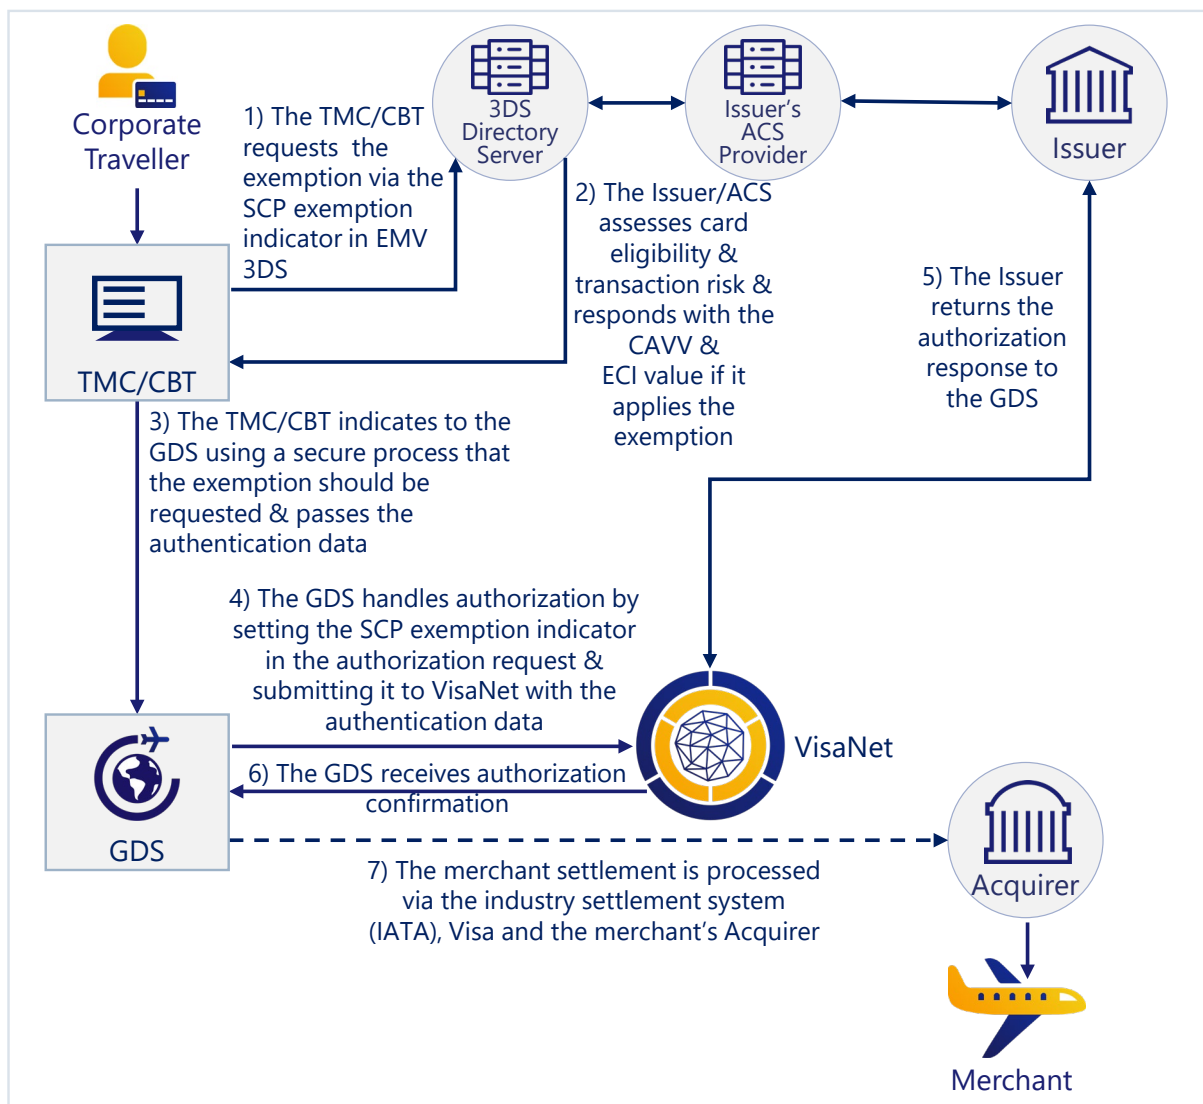 Corporate
Traveller
1) The TMC/CBT
requests the
exemption via the
SCP exemption
indicator in EMV
3DS
3DS
Directory
Server
Issuer's
ACS
Provider
Issuer
2) The Issuer/ACS
assesses card
eligibility &
transaction risk &
responds with the
CAVV &
ECI value if it
applies the
exemption
5) The Issuer
returns the
authorization
response to
the GDS
TMC/CBT
3) The TMC/CBT indicates to the
GDS using a secure process that
the exemption should be
requested & passes the
authentication data
4) The GDS handles authorization by
setting the SCP exemption indicator
in the authorization request &
submitting it to VisaNet with the
authentication data
VisaNet
6) The GDS receives authorization
confirmation
GDS
7) The merchant settlement is processed
via the industry settlement system
(IATA), Visa and the merchant's Acquirer
Acquirer
Merchant